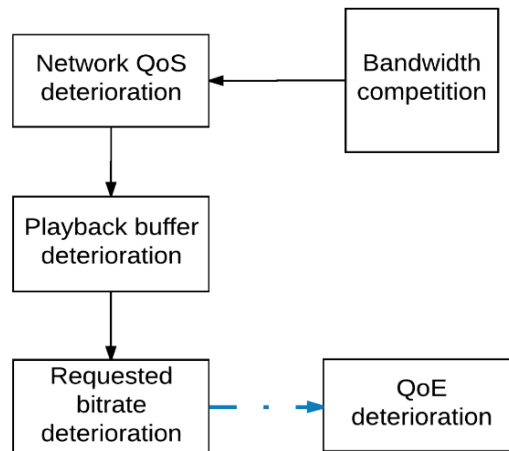 Network QoS
deterioration
Bandwidth
competition
Playback buffer
deterioration
Requested
bitrate
deterioration
QoE
deterioration